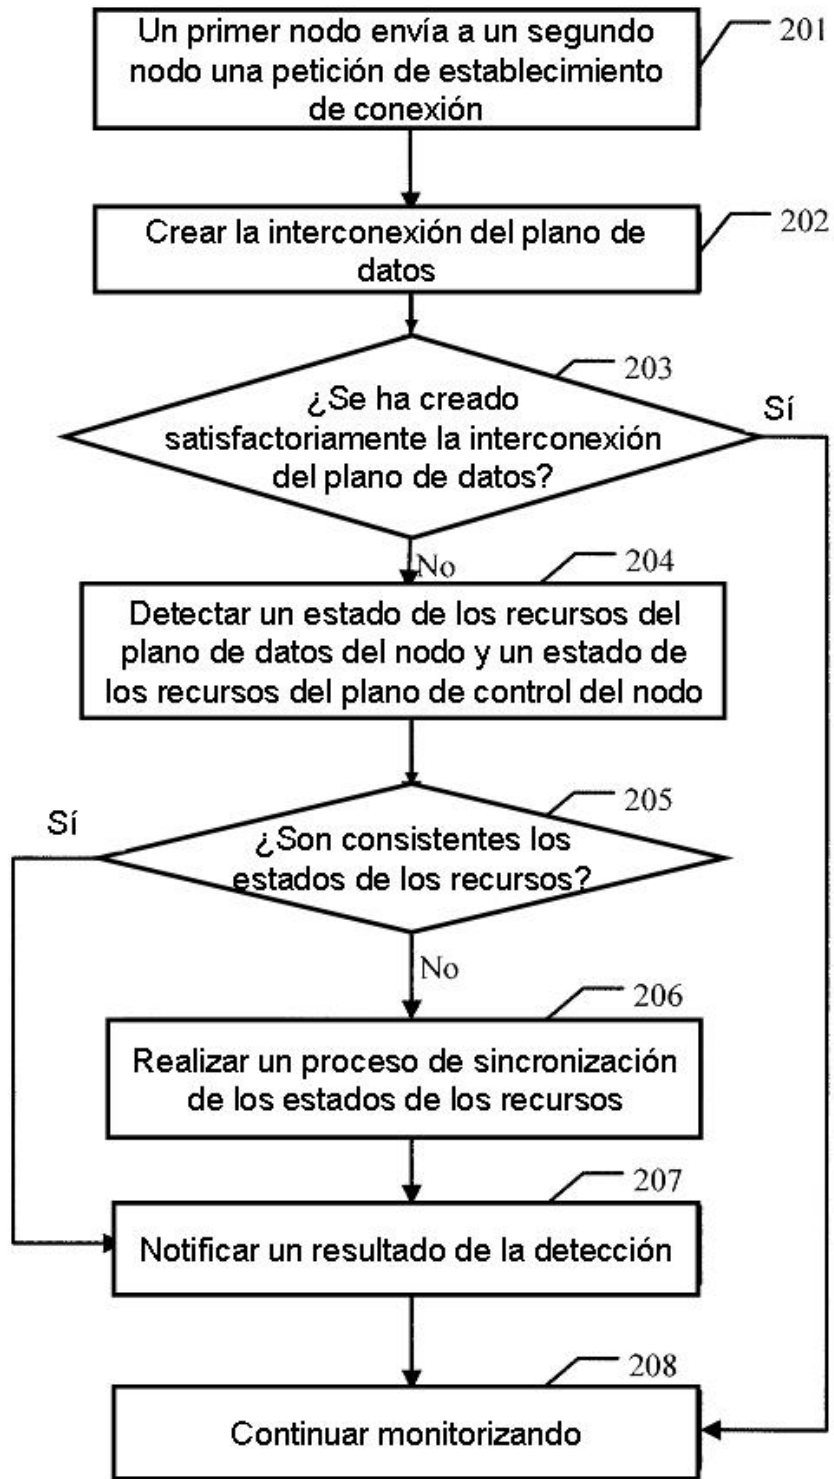 Un primer nodo envía a un segundo
nodo una petición de establecimiento
de conexión
201
Crear la interconexión del plano de
datos
202
203
¿Se ha creado
satisfactoriamente la interconexión
del plano de datos?
Sí
No
204
Detectar un estado de los recursos del
plano de datos del nodo y un estado de
los recursos del plano de control del nodo
205
Sí
¿Son consistentes los
estados de los recursos?
No
206
Realizar un proceso de sincronización
de los estados de los recursos
207
Notificar un resultado de la detección
208
Continuar monitorizando